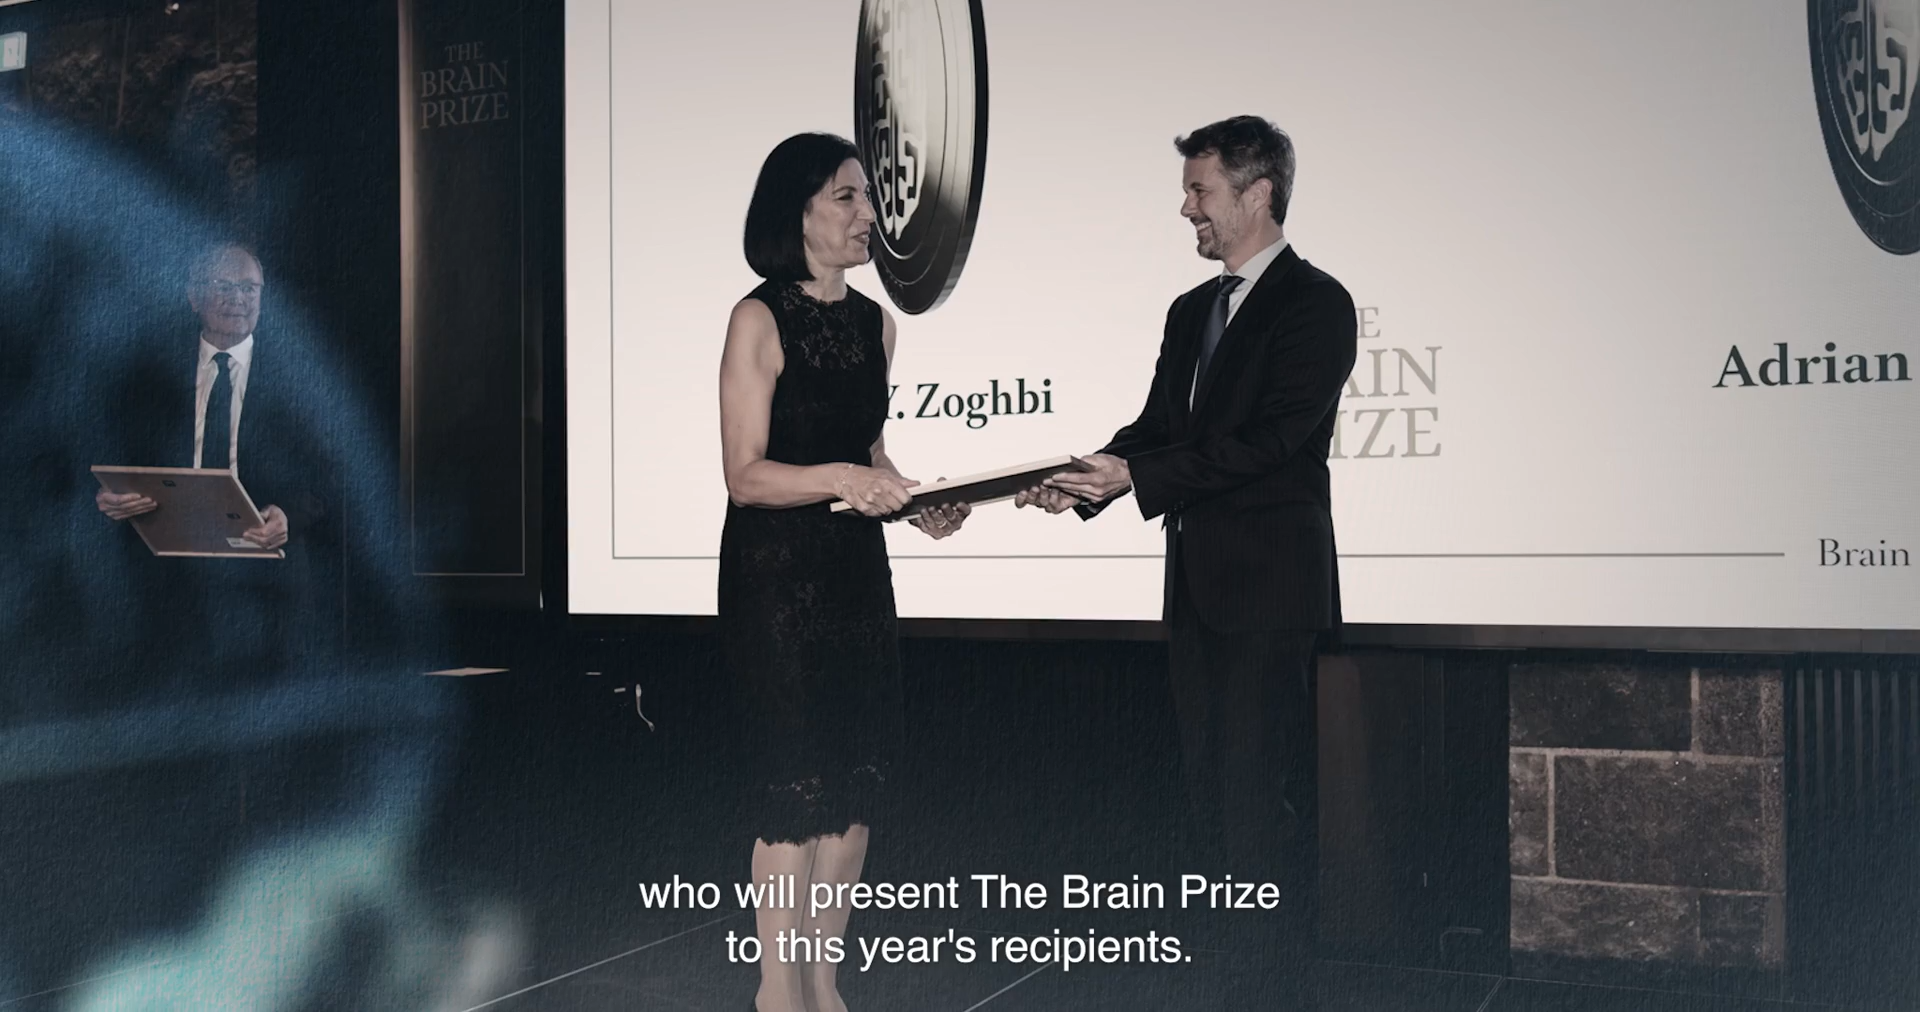 THE
BRAIN
PRIZE
Y. Zoghbi
E
AIN
IZE
Adrian
Brain
who will present The Brain Prize
to this year's recipients.